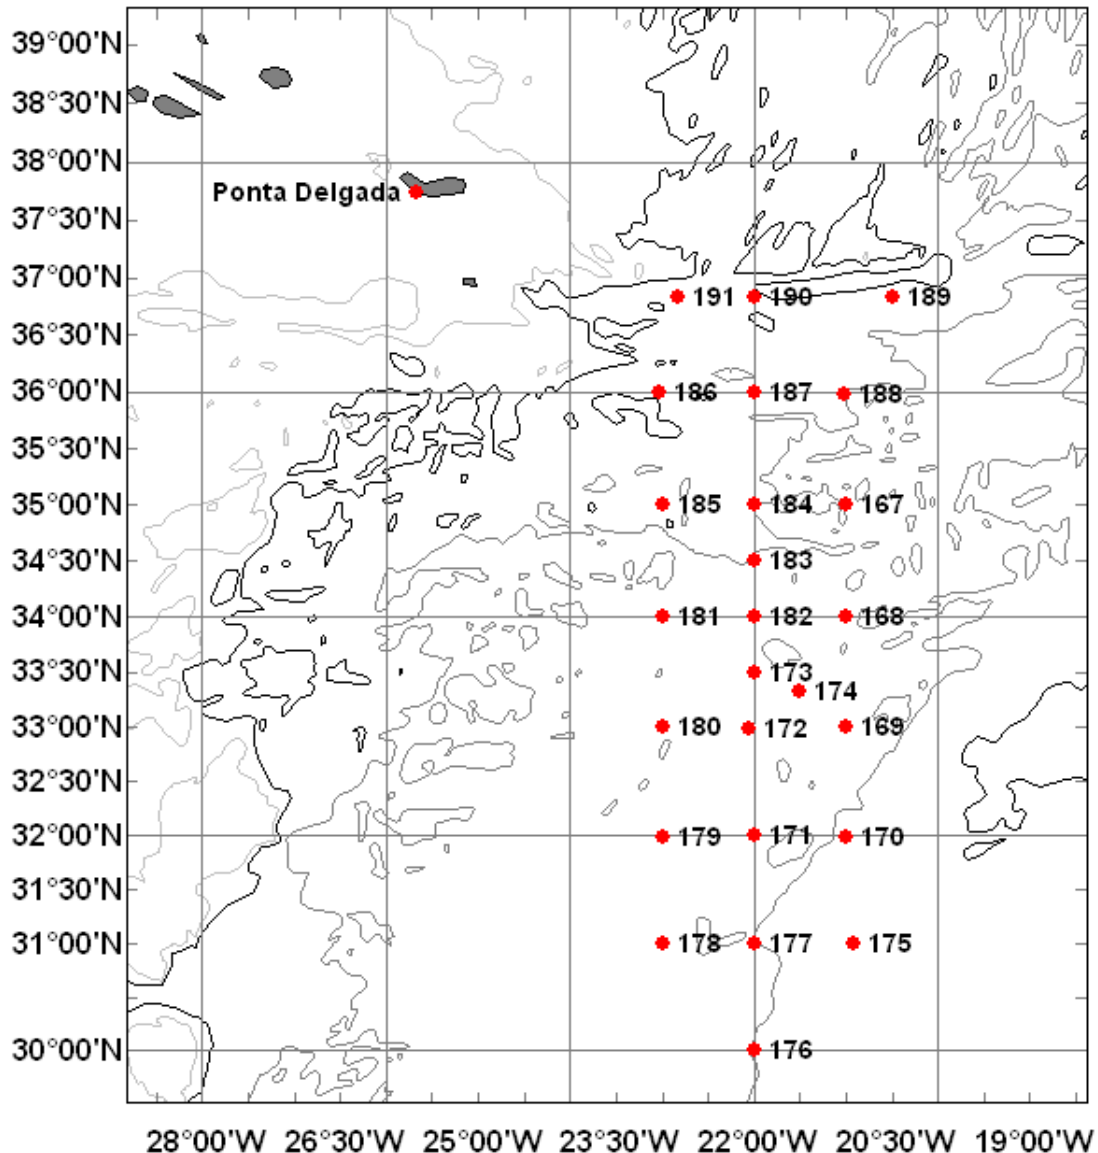 39°00'N
38°30'N
38°00'N
Ponta Delgada
37°30'N
37°00'N
191 190 189
36°30'N
36°00'N 186 187 188
35°30'N
35°00'N 185 184 167
34°30'N 183
34°00'N 181 182 168
33°30'N 173
174
33°00'N 180 172 169
32°30'N
32°00'N 179 171 170
31°30'N
31°00'N 178 177 175
30°00'N 176
28°00'W 26°30'W 25°00'W 23°30'W 22°00'W 20°30'W 19°00'W